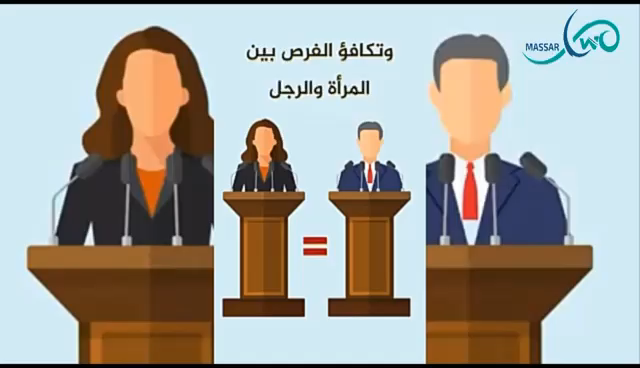 وتكافؤ الفرص بين
المرأة والرجل
=
MASSAR